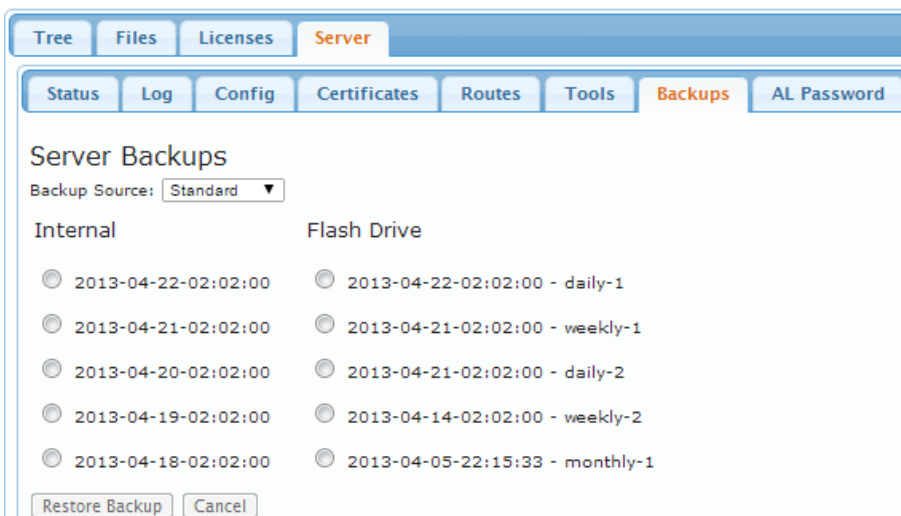 Tree Files Licenses Server
Status Log Config Certificates Routes Tools Backups AL Password
Server Backups
Backup Source: Standard
Internal Flash Drive
2013-04-22-02:02:00 2013-04-22-02:02:00 - daily-1
2013-04-21-02:02:00 2013-04-21-02:02:00 - weekly-1
2013-04-20-02:02:00 2013-04-21-02:02:00 - daily-2
2013-04-19-02:02:00 2013-04-14-02:02:00 - weekly-2
2013-04-18-02:02:00 2013-04-05-22:15:33 - monthly-1
Restore Backup Cancel